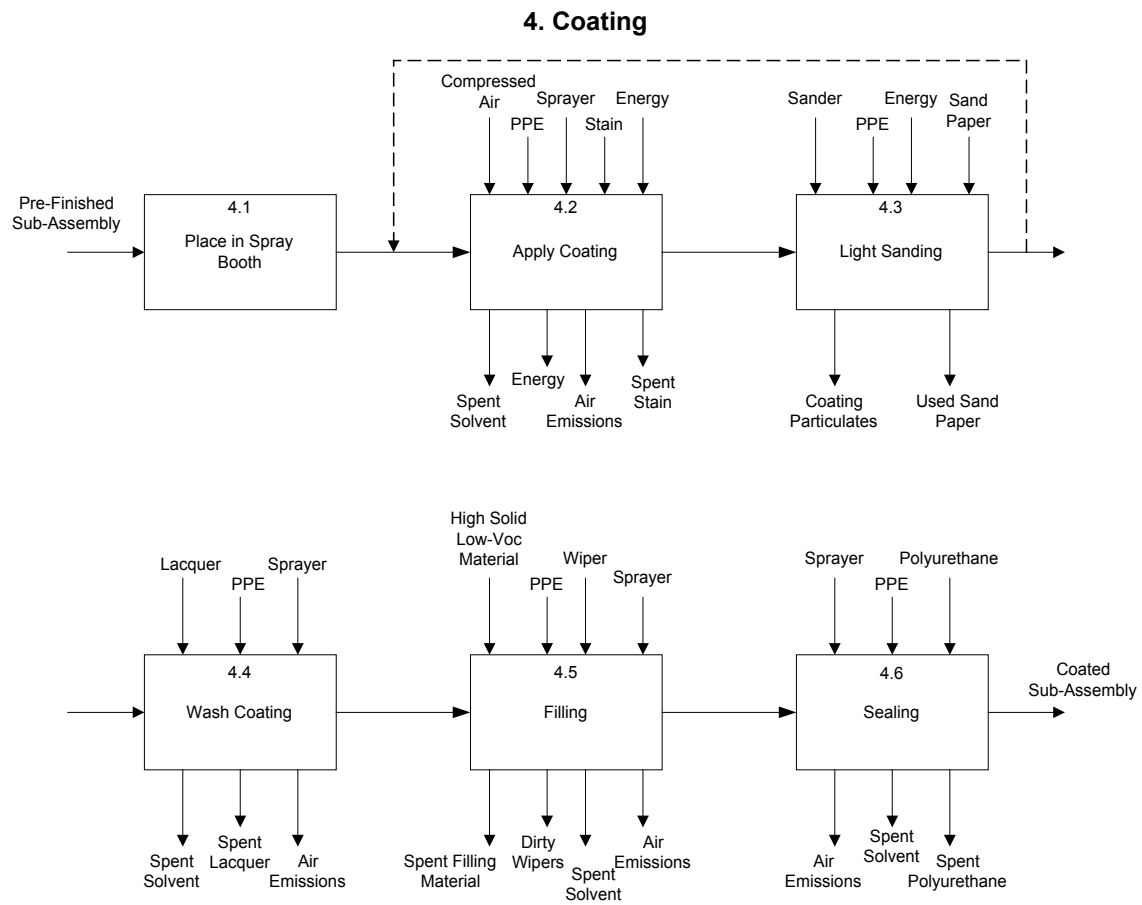 4. Coating
Compressed
Air
PPE
Sprayer
Stain
Energy
Sander
PPE
Energy
Sand
Paper
Pre-Finished
Sub-Assembly
4.1
Place in Spray
Booth
4.2
Apply Coating
4.3
Light Sanding
Spent
Solvent
Energy
Air
Emissions
Spent
Stain
Coating
Particulates
Used Sand
Paper
Lacquer
PPE
Sprayer
High Solid
Low-Voc
Material
PPE
Wiper
Sprayer
Sprayer
PPE
Polyurethane
4.4
Wash Coating
4.5
Filling
4.6
Sealing
Coated
Sub-Assembly
Spent
Solvent
Spent
Lacquer
Air
Emissions
Spent Filling
Material
Dirty
Wipers
Spent
Solvent
Air
Emissions
Air
Emissions
Spent
Solvent
Spent
Polyurethane